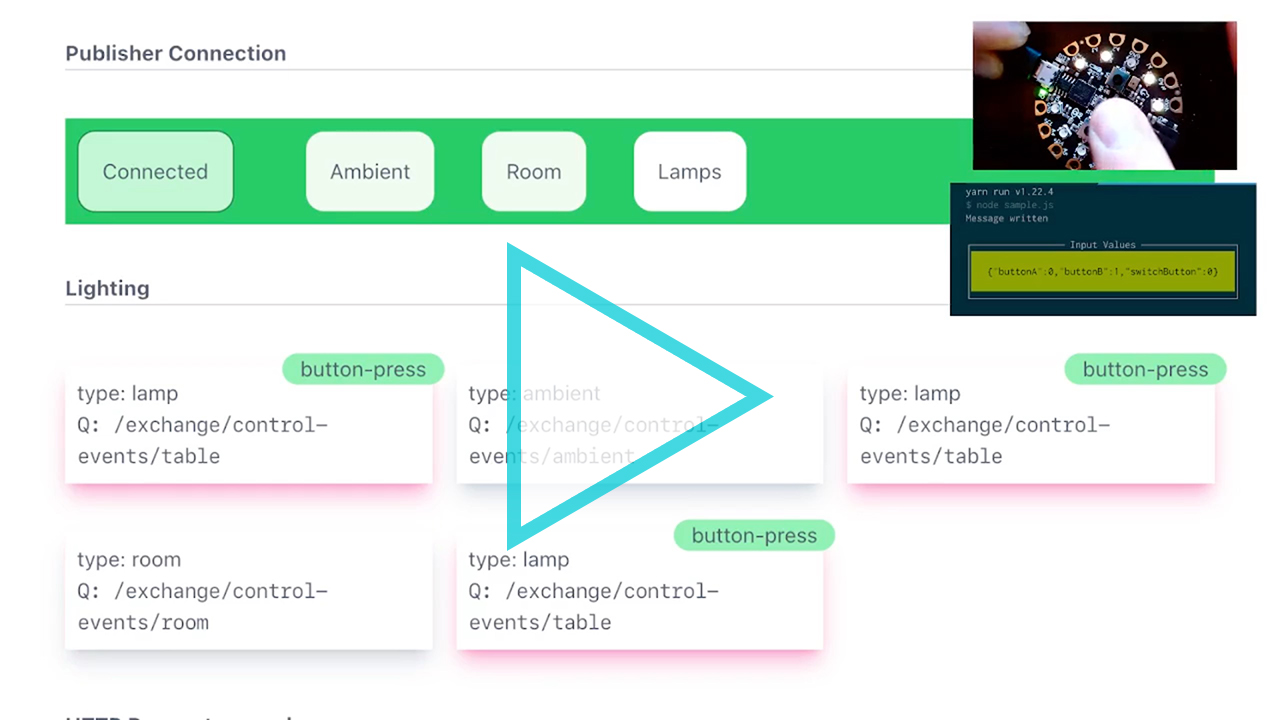 Publisher Connection
Connected
Ambient
Room
Lamps
yarn run v1.22.4
$ node sample.js
Message written
Input Values
{"buttonA":0,"buttonB":1,"switchButton":0}
Lighting
button-press
type: lamp
Q: /exchange/control-
events/table
type: ambient
Q: /exchange/control-
events/ambient
button-press
type: lamp
Q: /exchange/control-
events/table
type: room
Q: /exchange/control-
events/room
button-press
type: lamp
Q: /exchange/control-
events/table